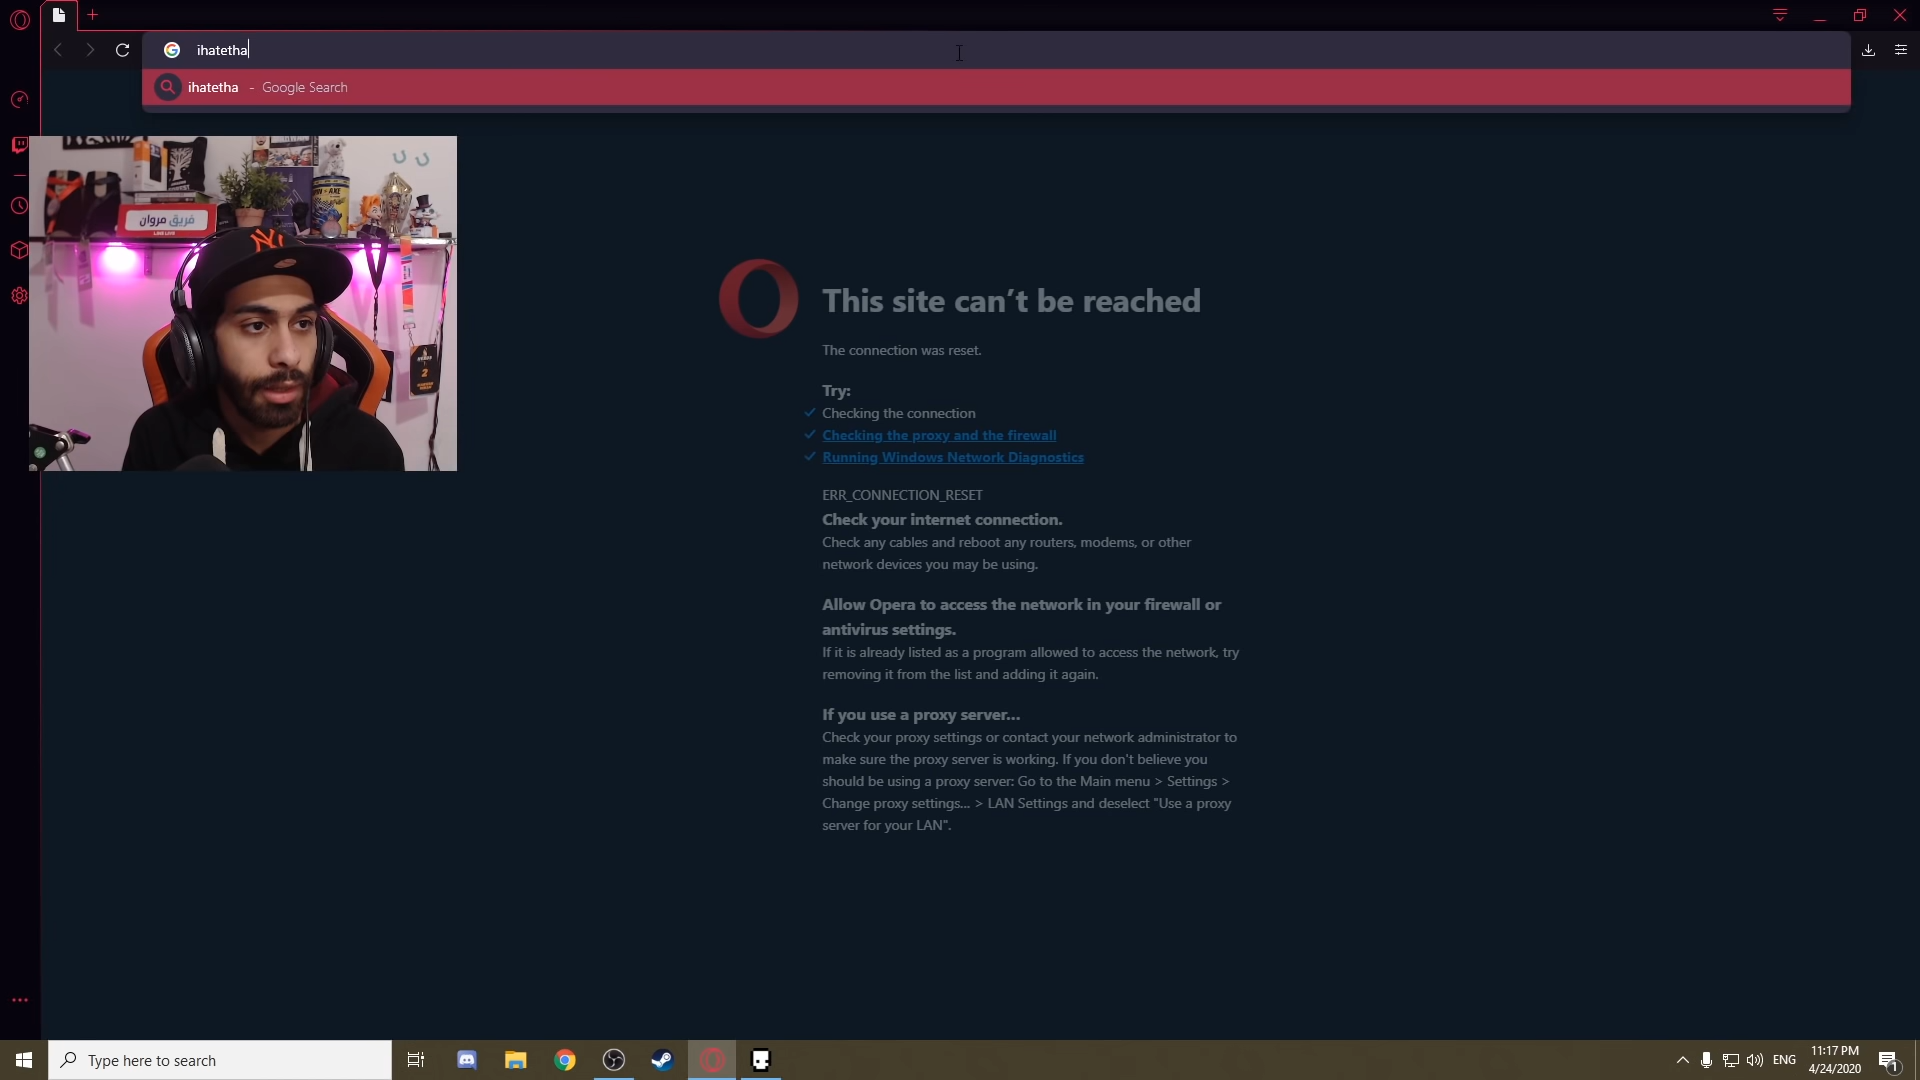 ihatetha
ihatetha - Google Search
فريق مروان
NY
2
This site can't be reached
The connection was reset.
Try:
Checking the connection
Checking the proxy and the firewall
Running Windows Network Diagnostics
ERR_CONNECTION_RESET
Check your internet connection.
Check any cables and reboot any routers, modems, or other
network devices you may be using.
Allow Opera to access the network in your firewall or
antivirus settings.
If it is already listed as a program allowed to access the network, try
removing it from the list and adding it again.
If you use a proxy server...
Check your proxy settings or contact your network administrator to
make sure the proxy server is working. If you don't believe you
should be using a proxy server: Go to the Main menu > Settings >
Change proxy settings... > LAN Settings and deselect "Use a proxy
server for your LAN".
Type here to search
ENG
11:17 PM
4/24/2020
1